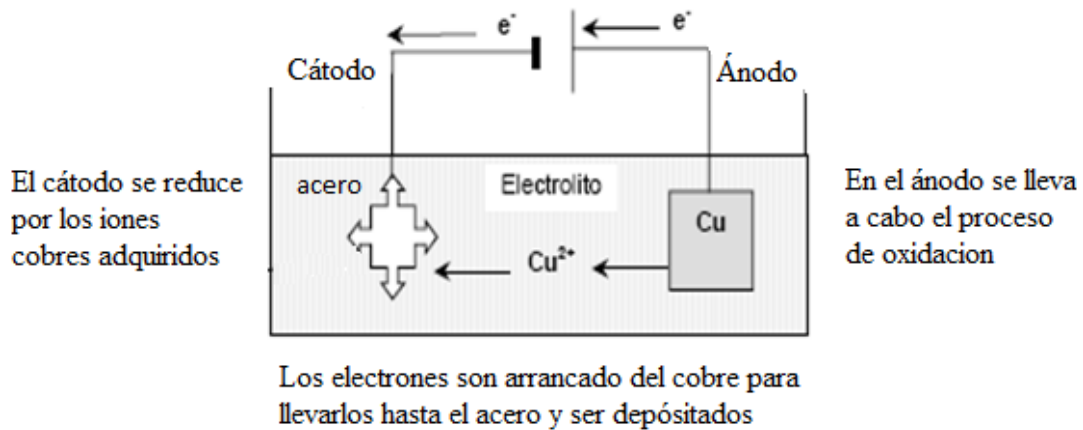 e⁻
e⁻
Cátodo
Ánodo
El cátodo se reduce
por los iones
cobres adquiridos
acero
Electrolito
Cu
Cu²⁺
En el ánodo se lleva
a cabo el proceso
de oxidacion
Los electrones son arrancado del cobre para
llevarlos hasta el acero y ser depósitados